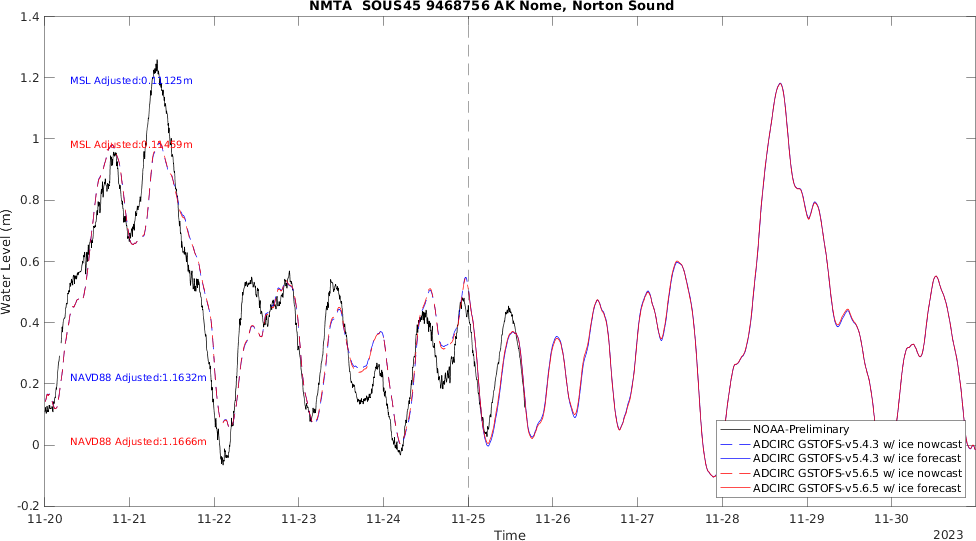 NMTA SOUS45 9468756 AK Nome, Norton Sound
1.4
1.2
1
0.8
0.6
0.4
0.2
0
-0.2
Water Level (m)
MSL Adjusted:0.11125m
MSL Adjusted:0.11469m
NAVD88 Adjusted:1.1632m
NAVD88 Adjusted:1.1666m
NOAA-Preliminary
ADCIRC GSTOFS-v5.4.3 w/ ice nowcast
ADCIRC GSTOFS-v5.4.3 w/ ice forecast
ADCIRC GSTOFS-v5.6.5 w/ ice nowcast
ADCIRC GSTOFS-v5.6.5 w/ ice forecast
11-20 11-21 11-22 11-23 11-24 11-25 11-26 11-27 11-28 11-29 11-30
Time
2023